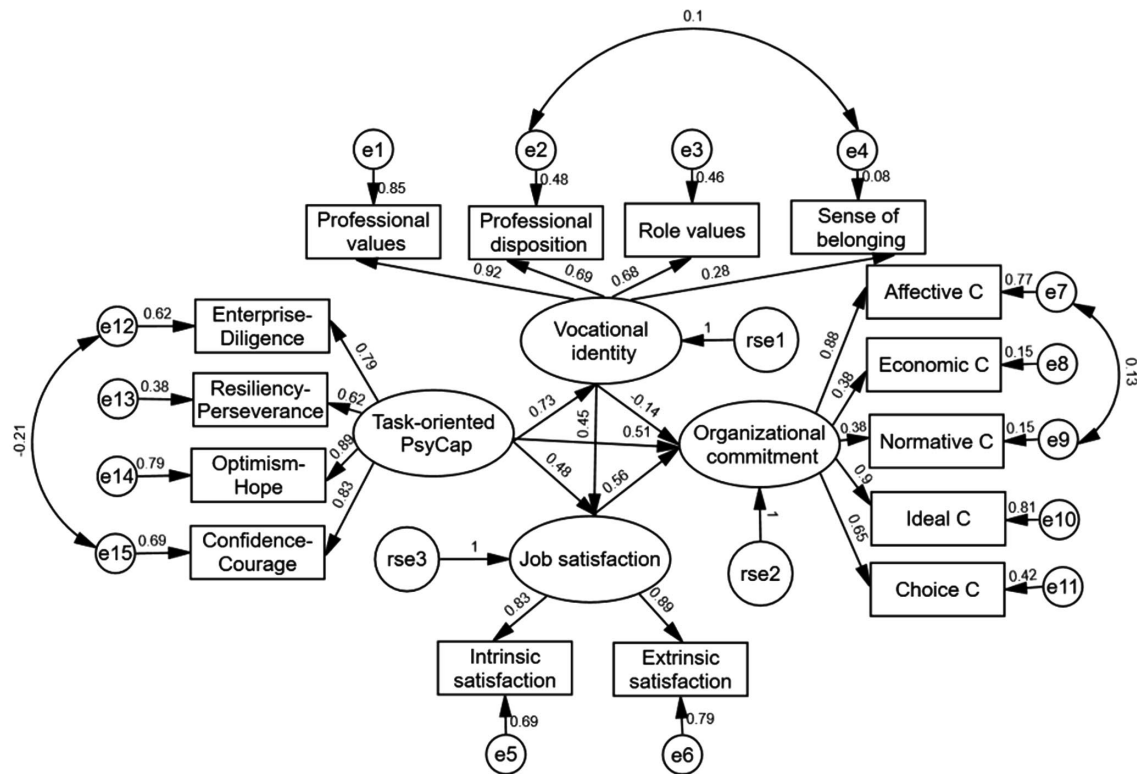 0.1
e1
e2
e3
e4
0.85
0.48
0.46
0.08
Professional
values
Professional
disposition
Role values
Sense of
belonging
0.92
0.69
0.68
0.28
Affective C
0.77
e7
e12
0.62
Enterprise-
Diligence
Vocational
identity
1
rse1
0.88
Economic C
0.15
e8
0.13
0.79
e13
0.38
Resiliency-
Perseverance
0.62
0.38
-0.21
Task-oriented
PsyCap
0.73
0.45
-0.14
0.51
Organizational
commitment
0.38
Normative C
0.15
e9
e14
0.79
Optimism-
Hope
0.89
0.48
0.56
0.9
Ideal C
0.81
e10
0.83
e15
0.69
Confidence-
Courage
rse3
1
Job satisfaction
1
rse2
0.65
Choice C
0.42
e11
0.83
0.89
Intrinsic
satisfaction
Extrinsic
satisfaction
0.69
0.79
e5
e6